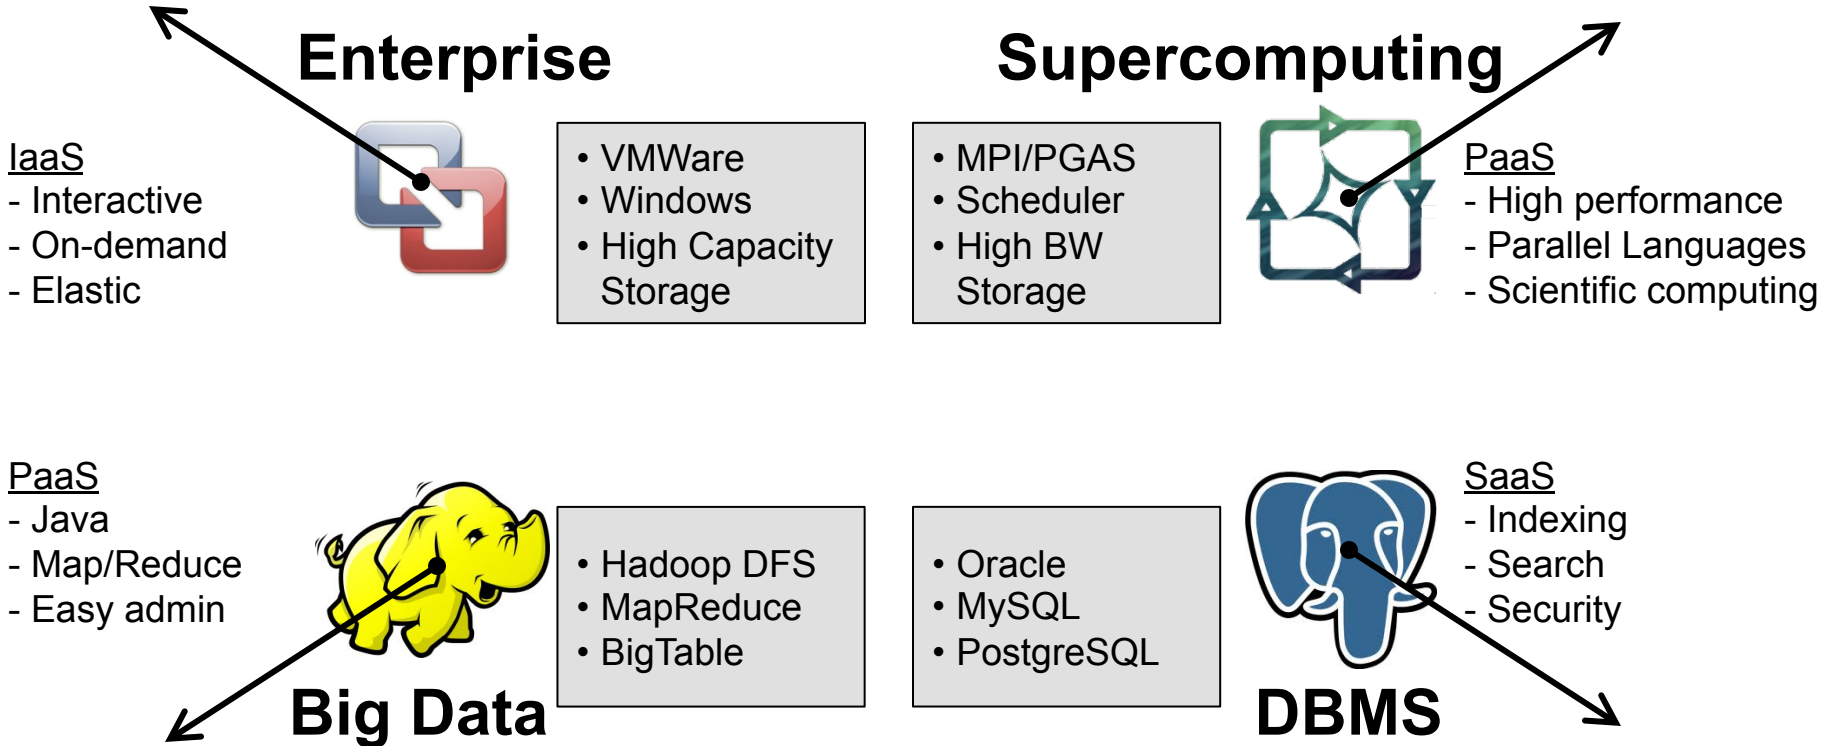 Enterprise
Supercomputing
IaaS
- Interactive
- On-demand
- Elastic
• VMWare
• Windows
• High Capacity
Storage
• MPI/PGAS
• Scheduler
• High BW
Storage
PaaS
- High performance
- Parallel Languages
- Scientific computing
PaaS
- Java
- Map/Reduce
- Easy admin
• Hadoop DFS
• MapReduce
• BigTable
• Oracle
• MySQL
• PostgreSQL
SaaS
- Indexing
- Search
- Security
Big Data
DBMS